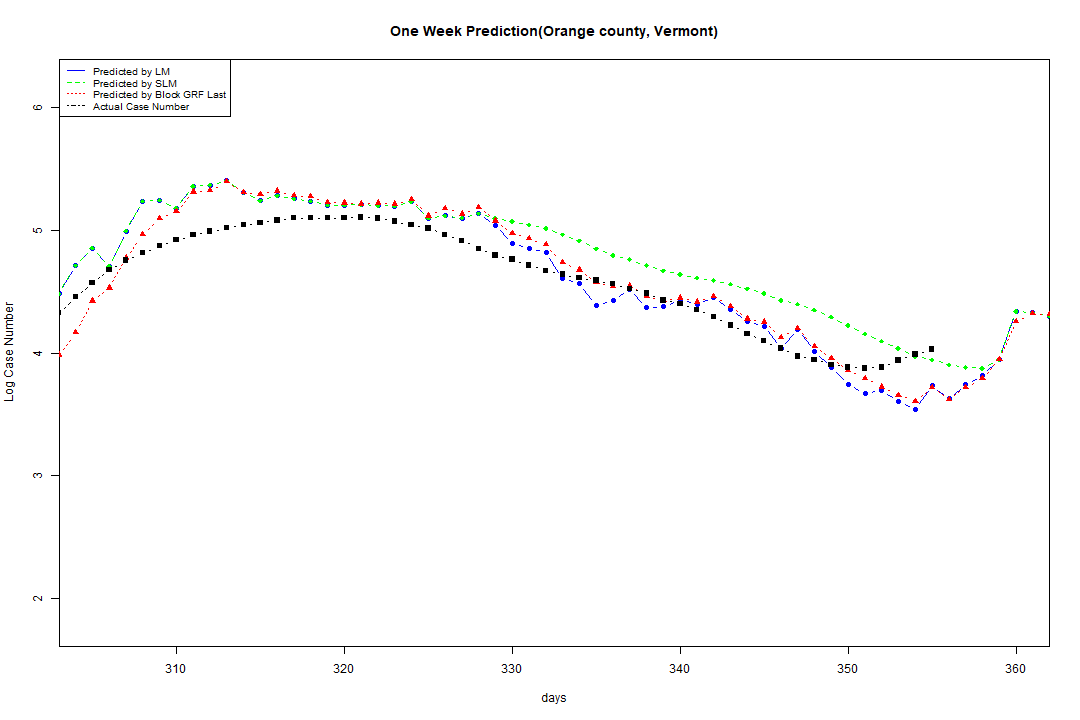 One Week Prediction(Orange county, Vermont)
Predicted by LM
Predicted by SLM
Predicted by Block GRF Last
Actual Case Number
6
5
4
3
2
Log Case Number
310 320 330 340 350 360
days